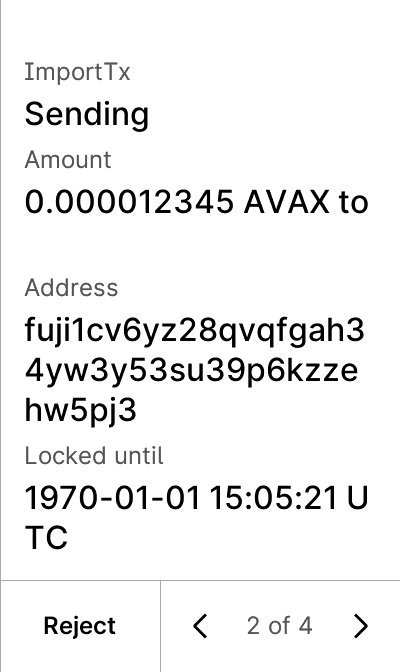 ImportTx
Sending
Amount
0.000012345 AVAX to
Address
fuji1cv6yz28qvqfgah3
4yw3y53su39p6kzze
hw5pj3
Locked until
1970-01-01 15:05:21 U
TC
Reject
2 of 4